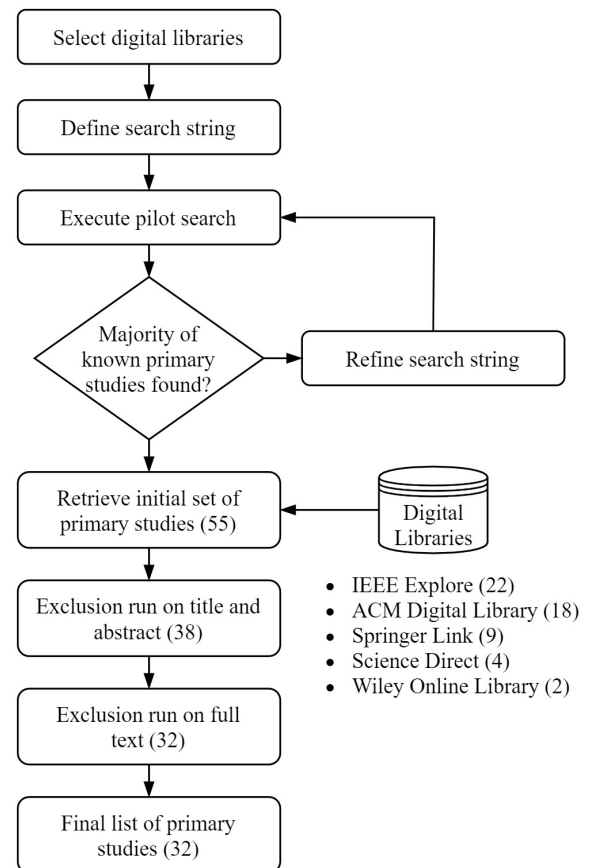 Select digital libraries
Define search string
Execute pilot search
Majority of
known primary
studies found?
Refine search string
Retrieve initial set of
primary studies (55)
Digital
Libraries
• IEEE Explore (22)
• ACM Digital Library (18)
• Springer Link (9)
• Science Direct (4)
• Wiley Online Library (2)
Exclusion run on title and
abstract (38)
Exclusion run on full
text (32)
Final list of primary
studies (32)